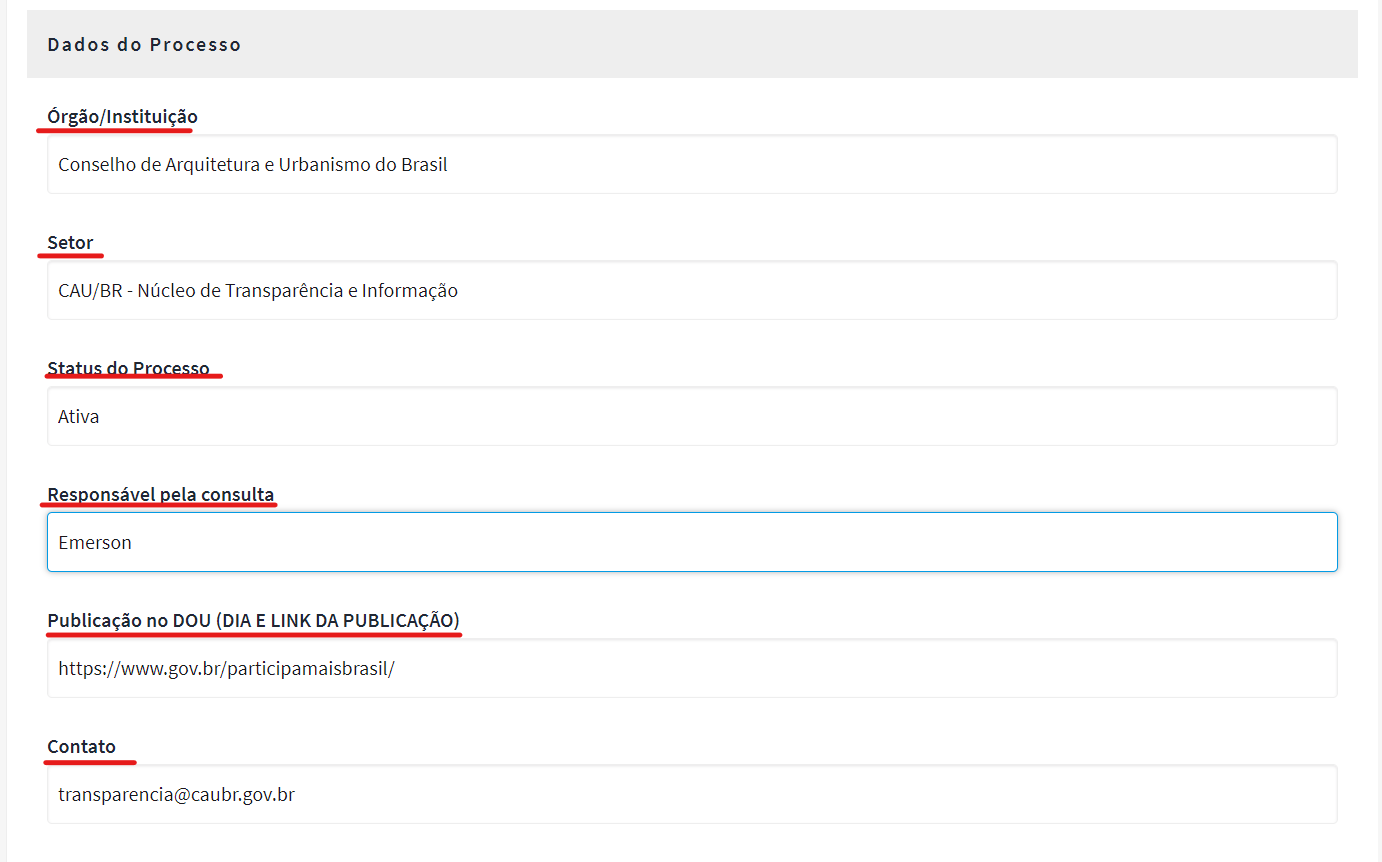 Dados do Processo
Órgão/Instituição
Conselho de Arquitetura e Urbanismo do Brasil
Setor
CAU/BR - Núcleo de Transparência e Informação
Status do Processo
Ativa
Responsável pela consulta
Emerson
Publicação no DOU (DIA E LINK DA PUBLICAÇÃO)
https://www.gov.br/participamaisbrasil/
Contato
transparencia@caubr.gov.br